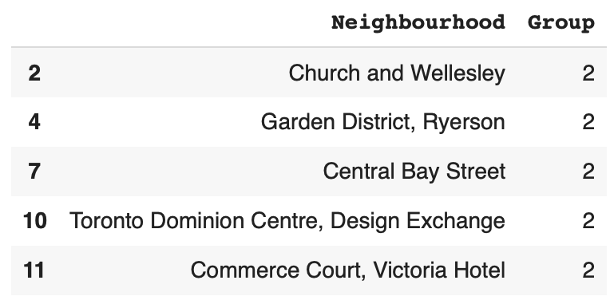 Neighbourhood Group
2 Church and Wellesley 2
4 Garden District, Ryerson 2
7 Central Bay Street 2
10 Toronto Dominion Centre, Design Exchange 2
11 Commerce Court, Victoria Hotel 2